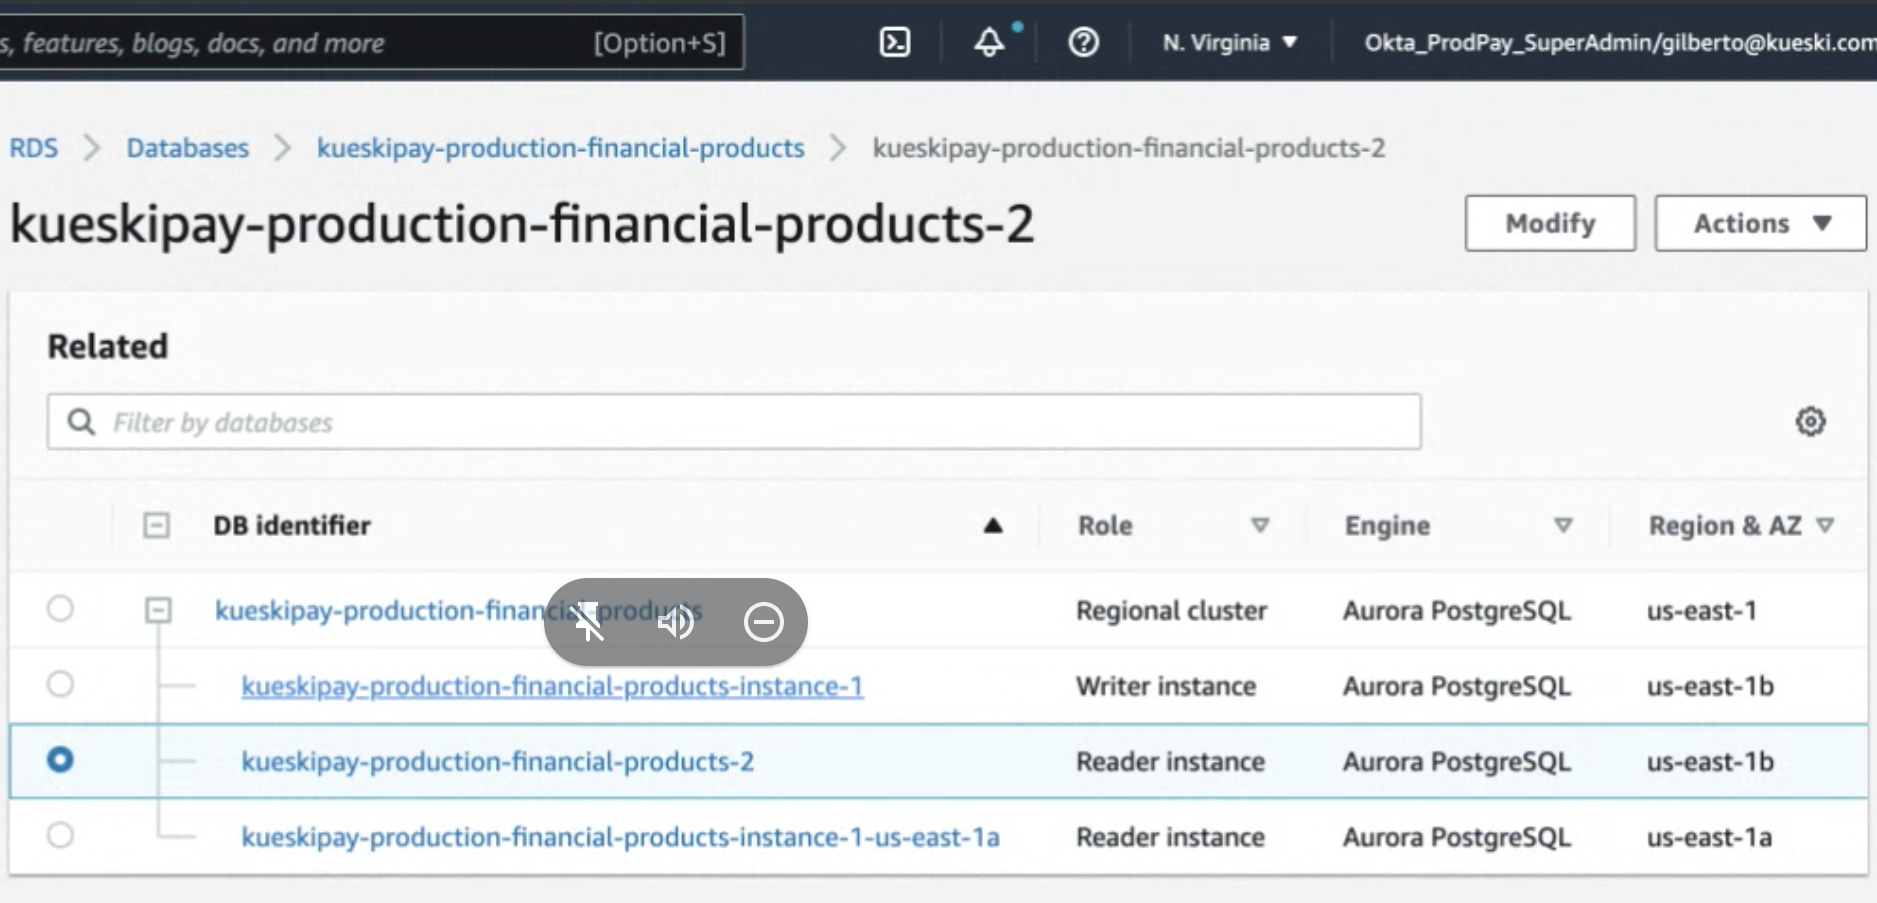 s, features, blogs, docs, and more [Option+S] N. Virginia Okta_ProdPay_SuperAdmin/gilberto@kueski.com
RDS Databases kueskipay-production-financial-products kueskipay-production-financial-products-2
kueskipay-production-financial-products-2 Modify Actions
Related
Filter by databases
DB identifier Role Engine Region & AZ
kueskipay-production-financial-products Regional cluster Aurora PostgreSQL us-east-1
kueskipay-production-financial-products-instance-1 Writer instance Aurora PostgreSQL us-east-1b
kueskipay-production-financial-products-2 Reader instance Aurora PostgreSQL us-east-1b
kueskipay-production-financial-products-instance-1-us-east-1a Reader instance Aurora PostgreSQL us-east-1a